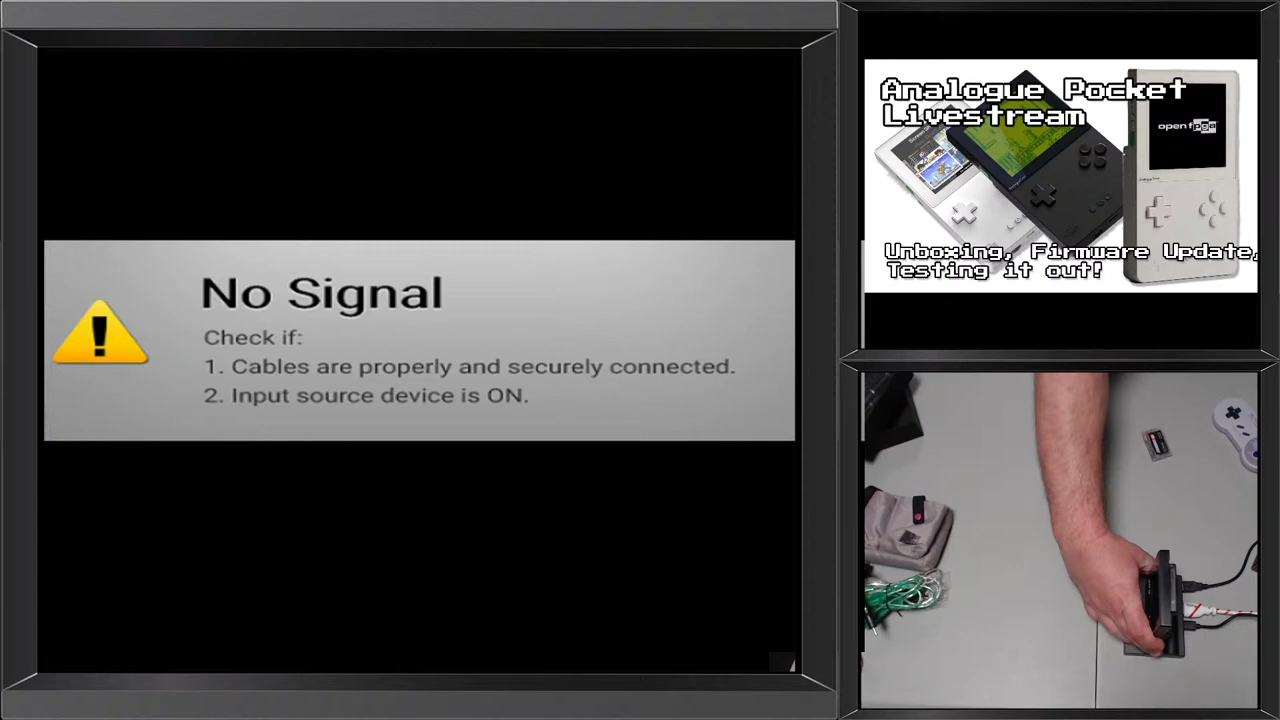 No Signal
Check if:
1. Cables are properly and securely connected.
2. Input source device is ON.
Analogue Pocket
Livestream
openfpga
Unboxing, Firmware Update,
Testing it out!